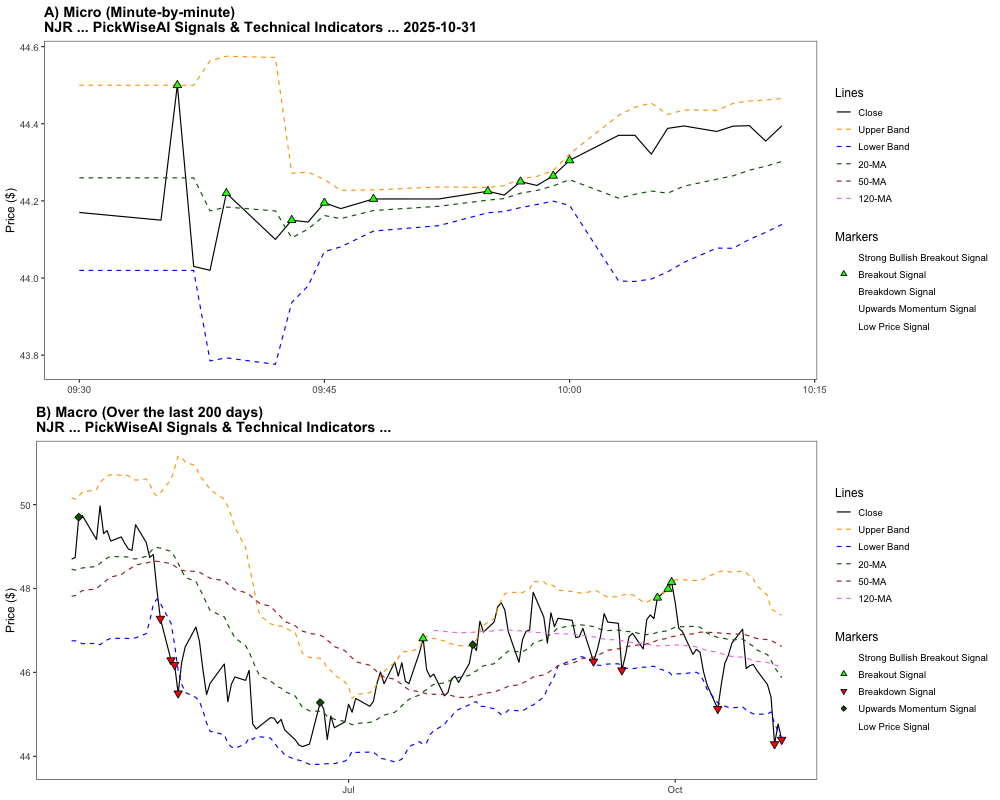 A) Micro (Minute-by-minute)
NJR ... PickWiseAI Signals & Technical Indicators ... 2025-10-31
44.6
44.4
44.2
44.0
43.8
Price ($)
09:30
09:45
10:00
10:15
Lines
Close
Upper Band
Lower Band
20-MA
50-MA
120-MA
Markers
Strong Bullish Breakout Signal
Breakout Signal
Breakdown Signal
Upwards Momentum Signal
Low Price Signal
B) Macro (Over the last 200 days)
NJR ... PickWiseAI Signals & Technical Indicators ...
50
48
46
44
Price ($)
Jul
Oct
Lines
Close
Upper Band
Lower Band
20-MA
50-MA
120-MA
Markers
Strong Bullish Breakout Signal
Breakout Signal
Breakdown Signal
Upwards Momentum Signal
Low Price Signal